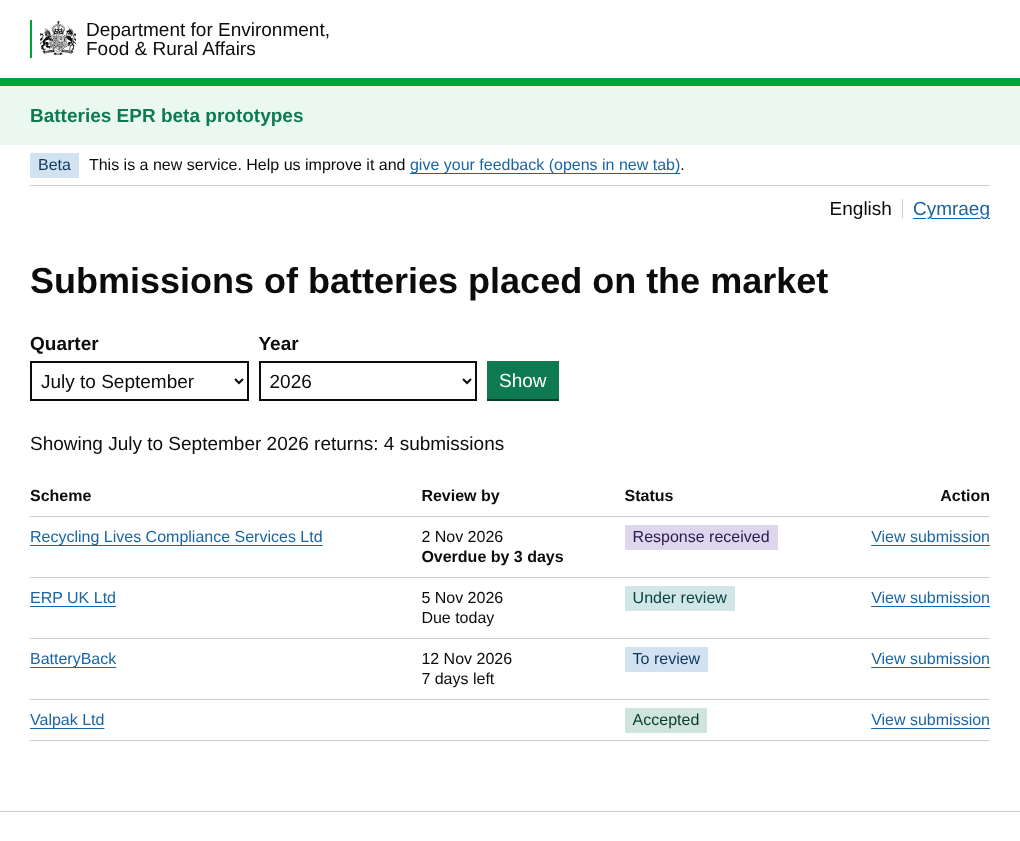 Department for Environment,
Food & Rural Affairs
Batteries EPR beta prototypes
Beta This is a new service. Help us improve it and give your feedback (opens in new tab).
English Cymraeg
Submissions of batteries placed on the market
Quarter Year
July to September 2026 Show
Showing July to September 2026 returns: 4 submissions
Scheme Review by Status Action
Recycling Lives Compliance Services Ltd 2 Nov 2026 Response received View submission
Overdue by 3 days
ERP UK Ltd 5 Nov 2026 Under review View submission
Due today
BatteryBack 12 Nov 2026 To review View submission
7 days left
Valpak Ltd Accepted View submission